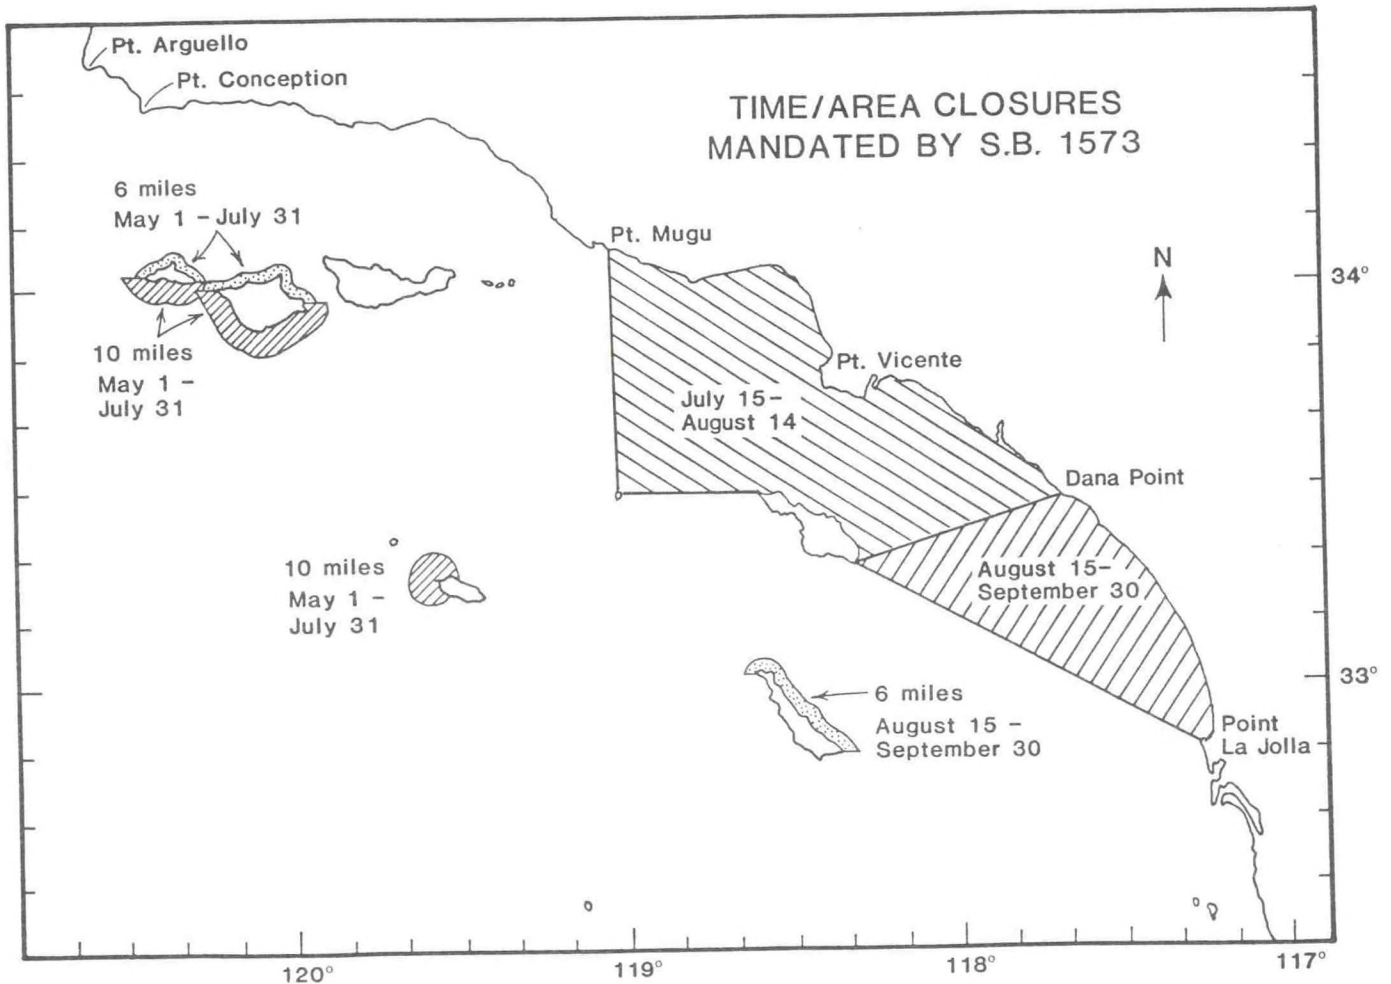 Pt. Arguello
Pt. Conception
TIME/AREA CLOSURES
MANDATED BY S.B. 1573
6 miles
May 1 – July 31
Pt. Mugu
N
34°
10 miles
May 1 –
July 31
Pt. Vicente
July 15–
August 14
Dana Point
10 miles
May 1 –
July 31
August 15–
September 30
33°
6 miles
August 15 –
September 30
Point
La Jolla
120°
119°
118°
117°